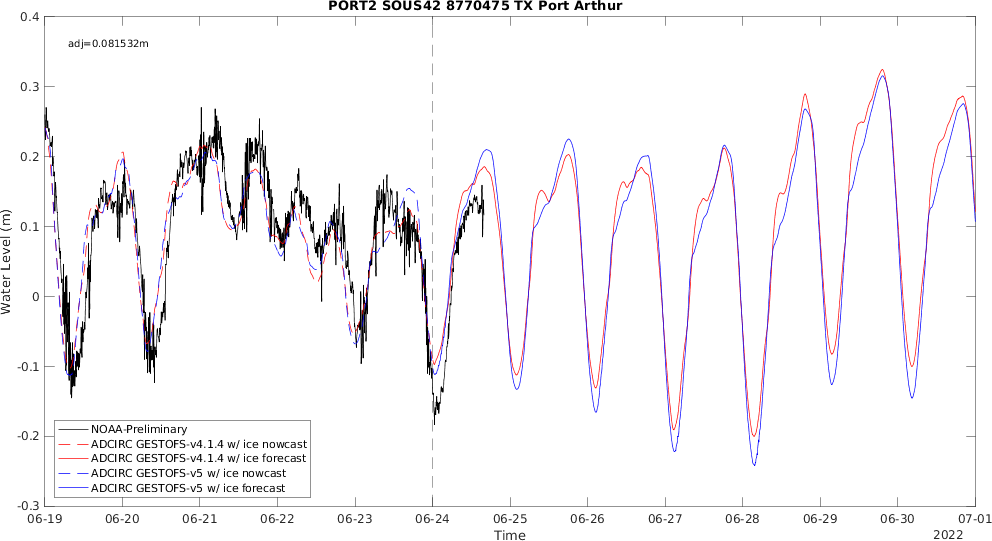 PORT2 SOUS42 8770475 TX Port Arthur
adj=0.081532m
0.4
0.3
0.2
0.1
0
-0.1
-0.2
-0.3
Water Level (m)
NOAA-Preliminary
ADCIRC GESTOFS-v4.1.4 w/ ice nowcast
ADCIRC GESTOFS-v4.1.4 w/ ice forecast
ADCIRC GESTOFS-v5 w/ ice nowcast
ADCIRC GESTOFS-v5 w/ ice forecast
06-19 06-20 06-21 06-22 06-23 06-24 06-25 06-26 06-27 06-28 06-29 06-30 07-01
Time
2022